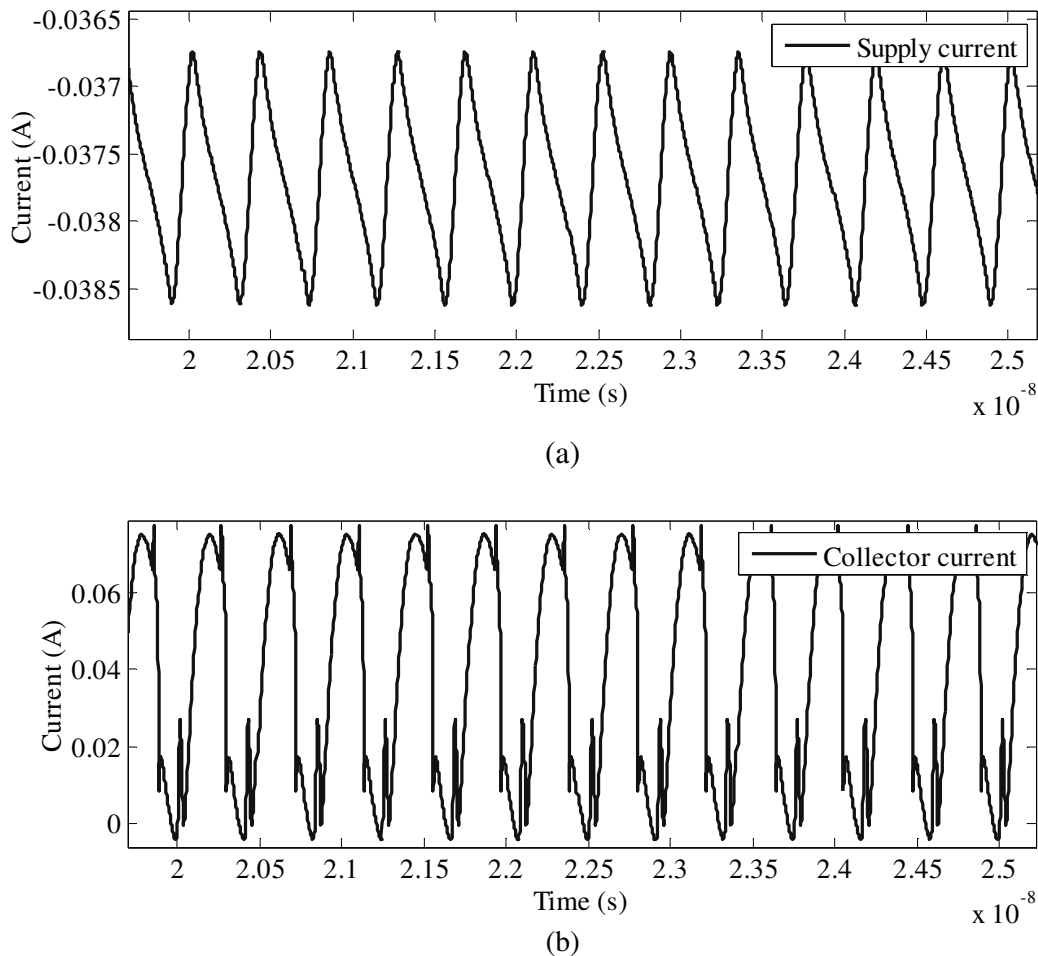 -0.0365
Supply current
-0.037
-0.0375
-0.038
-0.0385
Current (A)
2 2.05 2.1 2.15 2.2 2.25 2.3 2.35 2.4 2.45 2.5
Time (s)
x 10-8
(a)
Collector current
0.06
0.04
0.02
0
Current (A)
2 2.05 2.1 2.15 2.2 2.25 2.3 2.35 2.4 2.45 2.5
Time (s)
x 10-8
(b)